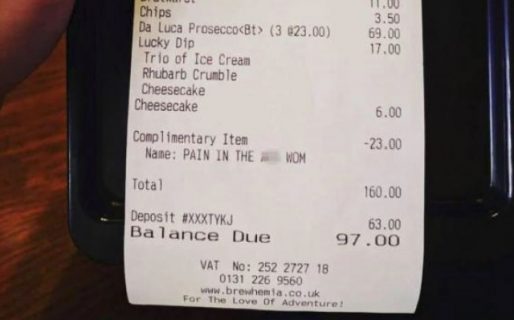 11.00
Chips 3.50
Da Luca Prosecco<Bt> (3 @23.00) 69.00
Lucky Dip 17.00
Trio of Ice Cream
Rhubarb Crumble
Cheesecake
Cheesecake 6.00
Complimentary Item -23.00
Name: PAIN IN THE WOM
Total 160.00
Deposit #XXXTYKJ 63.00
Balance Due 97.00
VAT No: 252 2727 18
0131 226 9560
www.brewhemia.co.uk
For The Love Of Adventure!